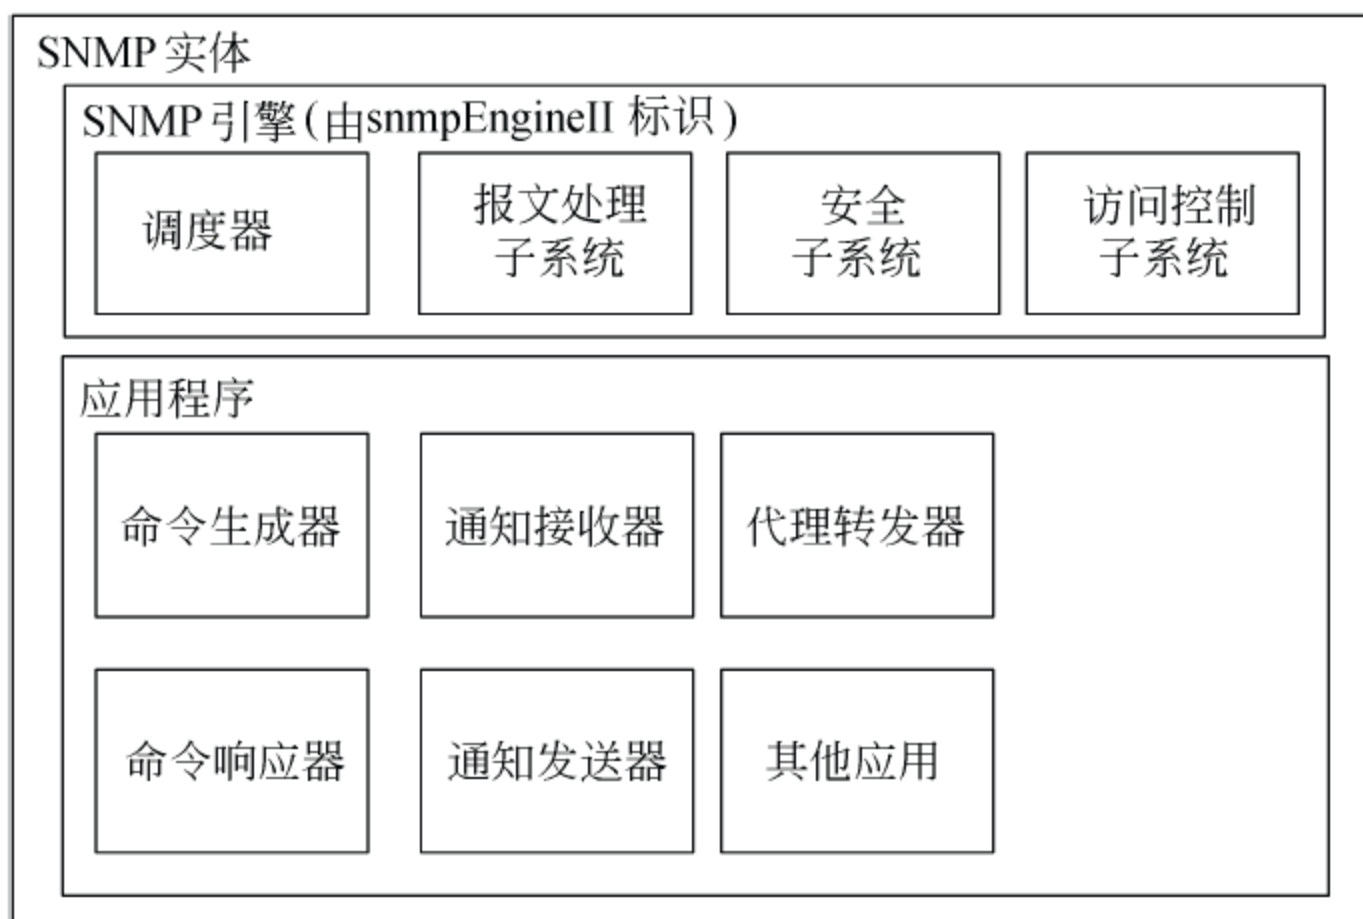 SNMP 实体
SNMP 引擎(由snmpEngineII 标识)
调度器
报文处理
子系统
安全
子系统
访问控制
子系统
应用程序
命令生成器
通知接收器
代理转发器
命令响应器
通知发送器
其他应用